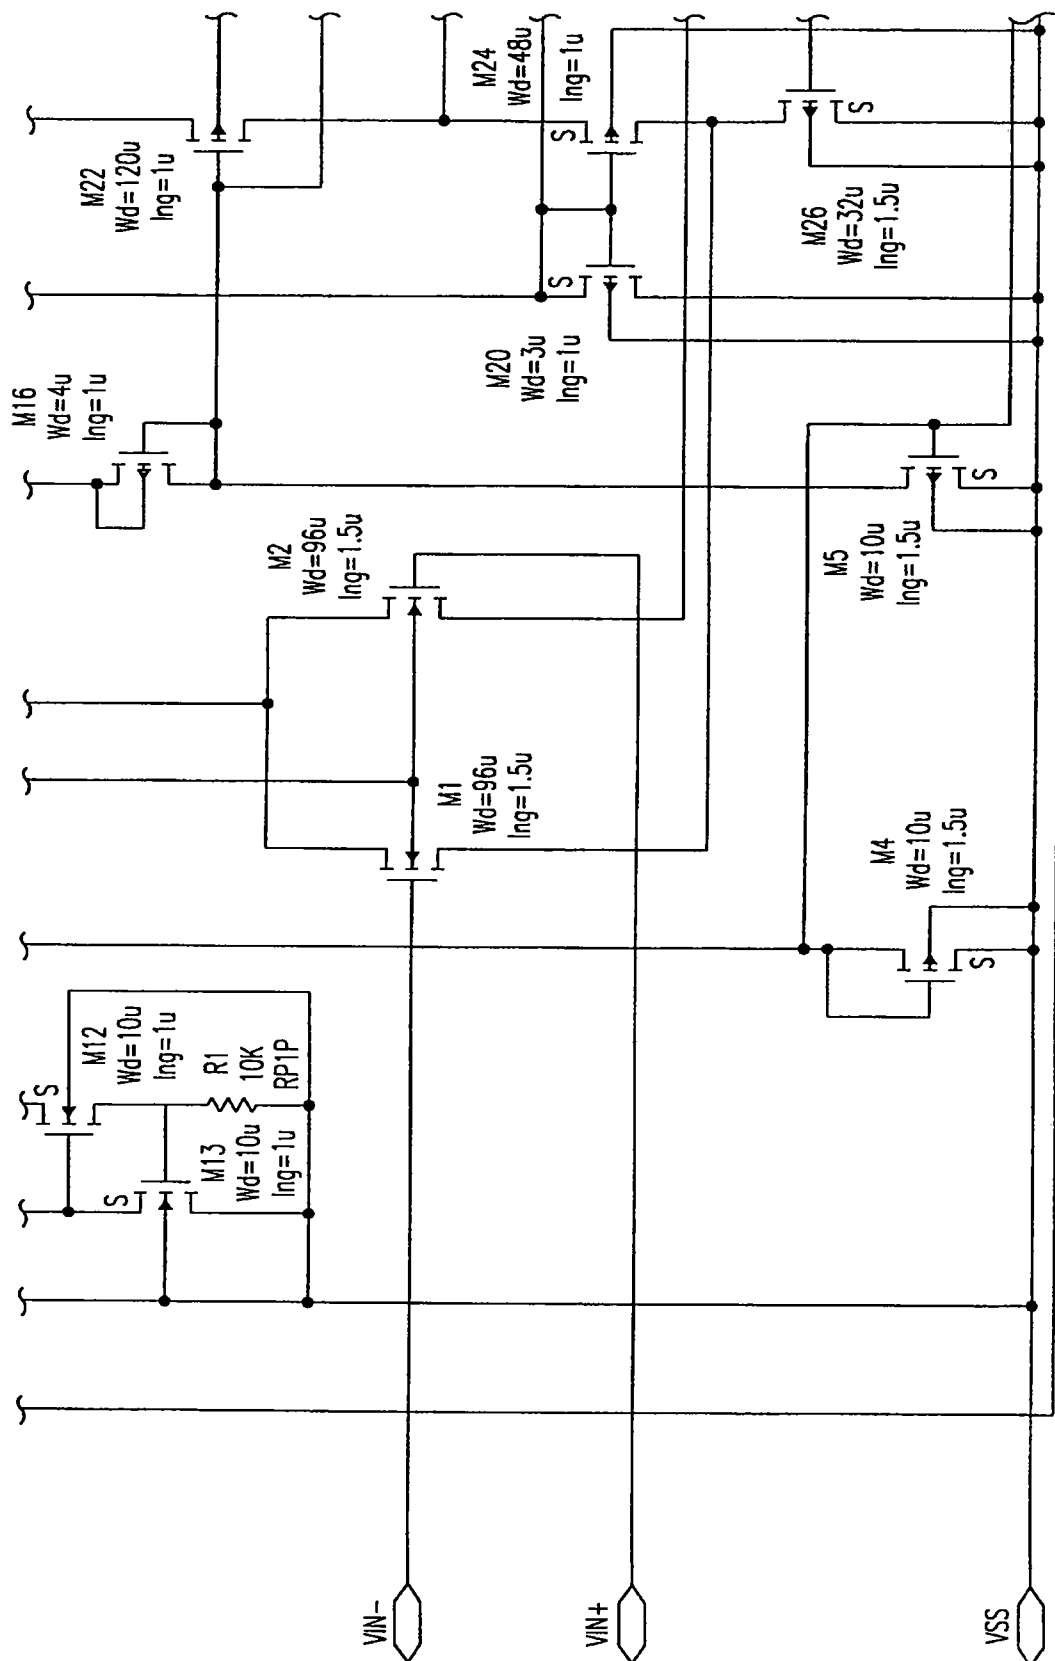 M16
Wd=4u
lng=1u
M22
Wd=120u
lng=1u
M24
Wd=48u
lng=1u
S
M20
Wd=3u
lng=1u
S
M26
Wd=32u
lng=1.5u
S
M2
Wd=96u
lng=1.5u
M1
Wd=96u
lng=1.5u
M5
Wd=10u
lng=1.5u
S
M4
Wd=10u
lng=1.5u
S
S
M12
Wd=10u
lng=1u
R1
10K
RP1P
S
M13
Wd=10u
lng=1u
VIN-
VIN+
VSS